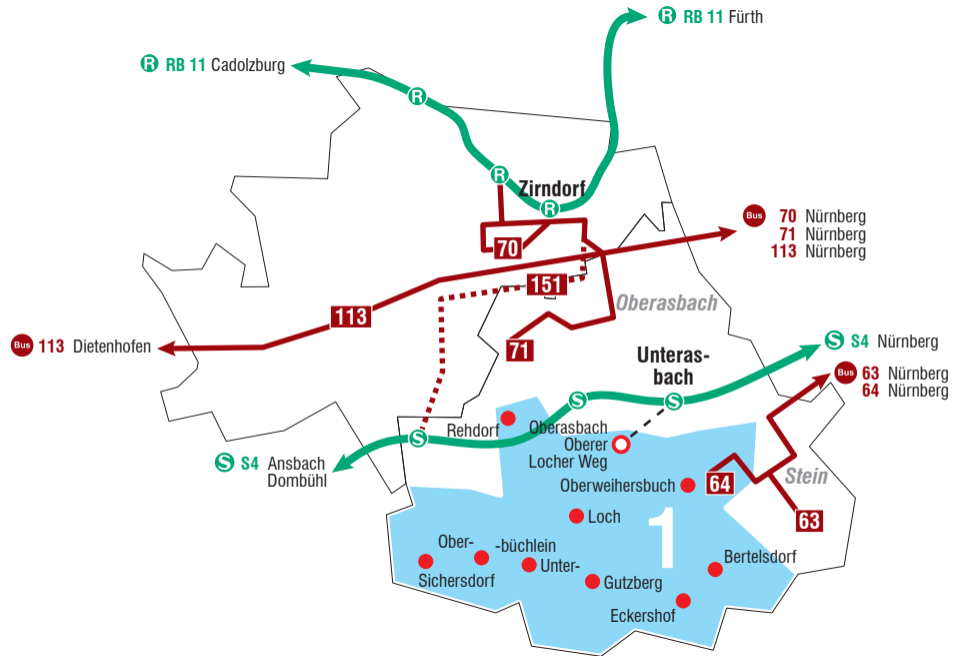 R RB 11 Fürth
R RB 11 Cadolzburg
R
R
Zirndorf
R
Bus 70 Nürnberg
71 Nürnberg
113 Nürnberg
70
151
Oberasbach
113
Bus 113 Dietenhofen
71
S S4 Nürnberg
Unteras-
bach
Bus 63 Nürnberg
64 Nürnberg
S
S
Rehdorf
Oberasbach
Oberer
Locher Weg
S
S S4 Ansbach
Dombühl
Stein
Oberweihersbuch
64
Loch
1
63
Ober-
-büchlein
Unter-
Bertelsdorf
Sichersdorf
Gutzberg
Eckershof